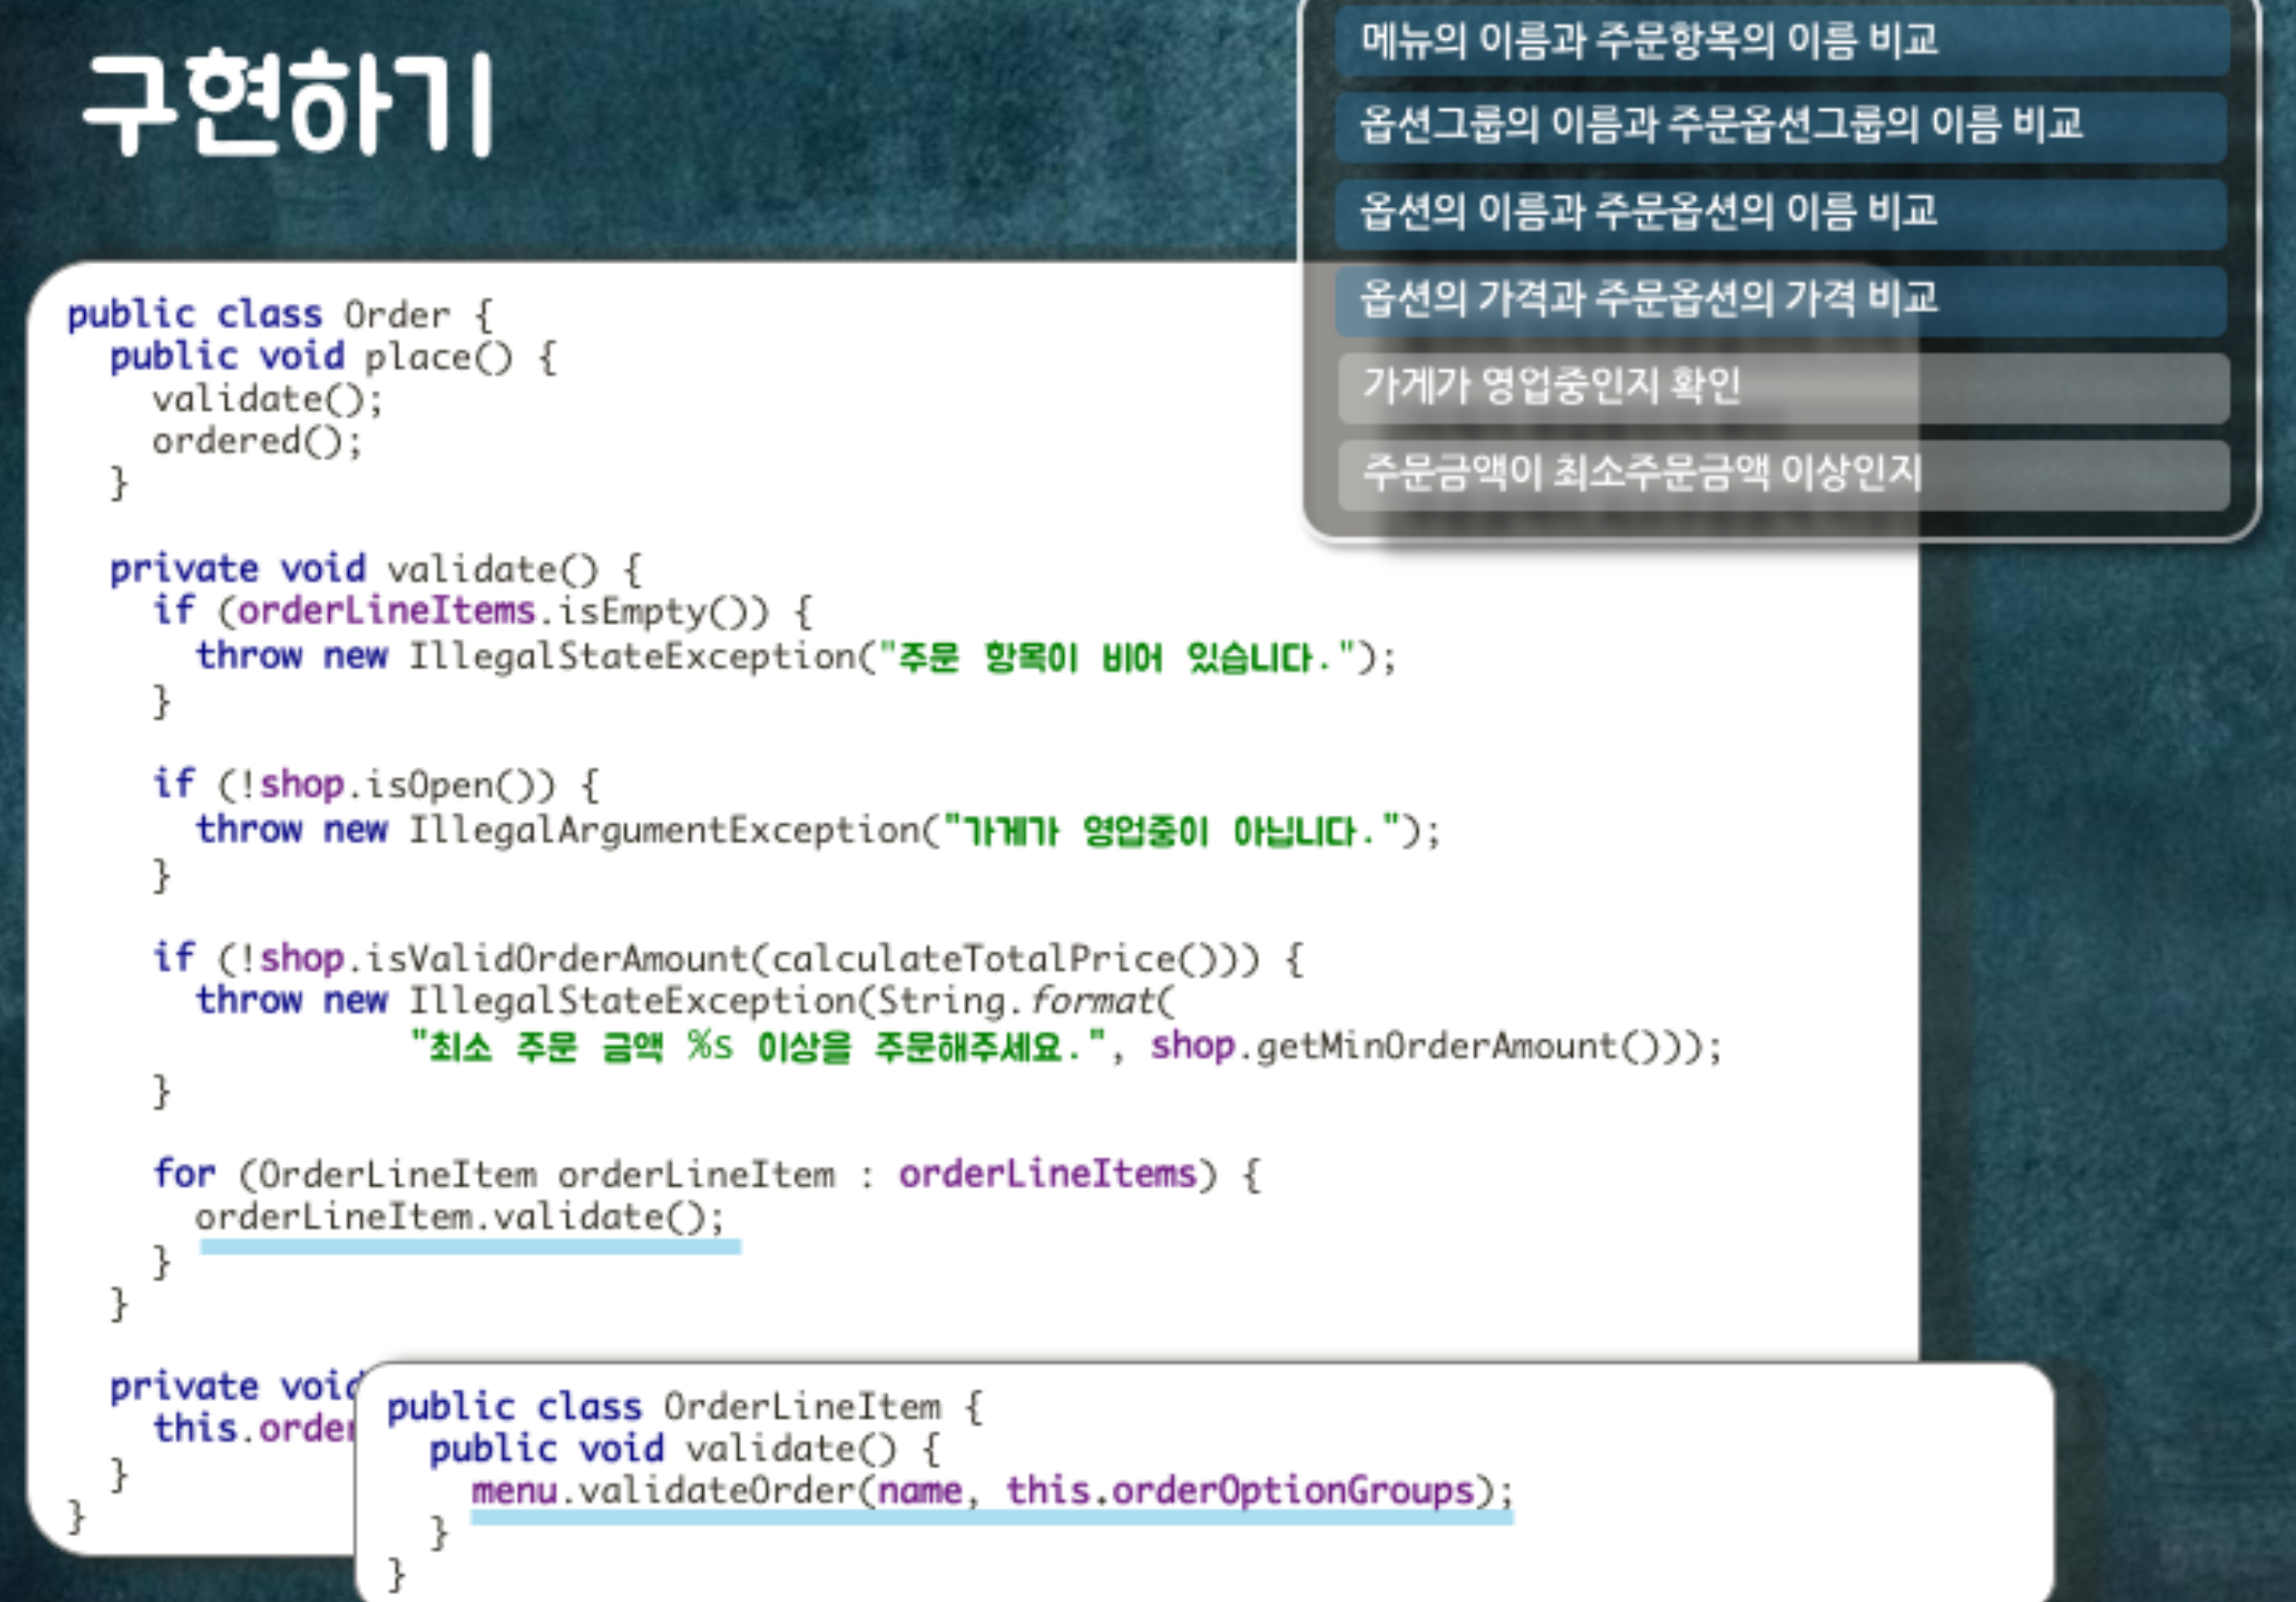 구현하기
메뉴의 이름과 주문항목의 이름 비교
옵션그룹의 이름과 주문옵션그룹의 이름 비교
옵션의 이름과 주문옵션의 이름 비교
옵션의 가격과 주문옵션의 가격 비교
가게가 영업중인지 확인
주문금액이 최소주문금액 이상인지
public class Order {
public void place() {
validate();
ordered();
}
private void validate() {
if (orderLineItems.isEmpty()) {
throw new IllegalStateException("주문 항목이 비어 있습니다.");
}
if (!shop.isOpen()) {
throw new IllegalArgumentException("가게가 영업중이 아닙니다.");
}
if (!shop.isValidOrderAmount(calculateTotalPrice())) {
throw new IllegalStateException(String.format(
"최소 주문 금액 %s 이상을 주문해주세요.", shop.getMinOrderAmount()));
}
for (OrderLineItem orderLineItem : orderLineItems) {
orderLineItem.validate();
}
}
private void
this.order
}
}
public class OrderLineItem {
public void validate() {
menu.validateOrder(name, this.orderOptionGroups);
}
}